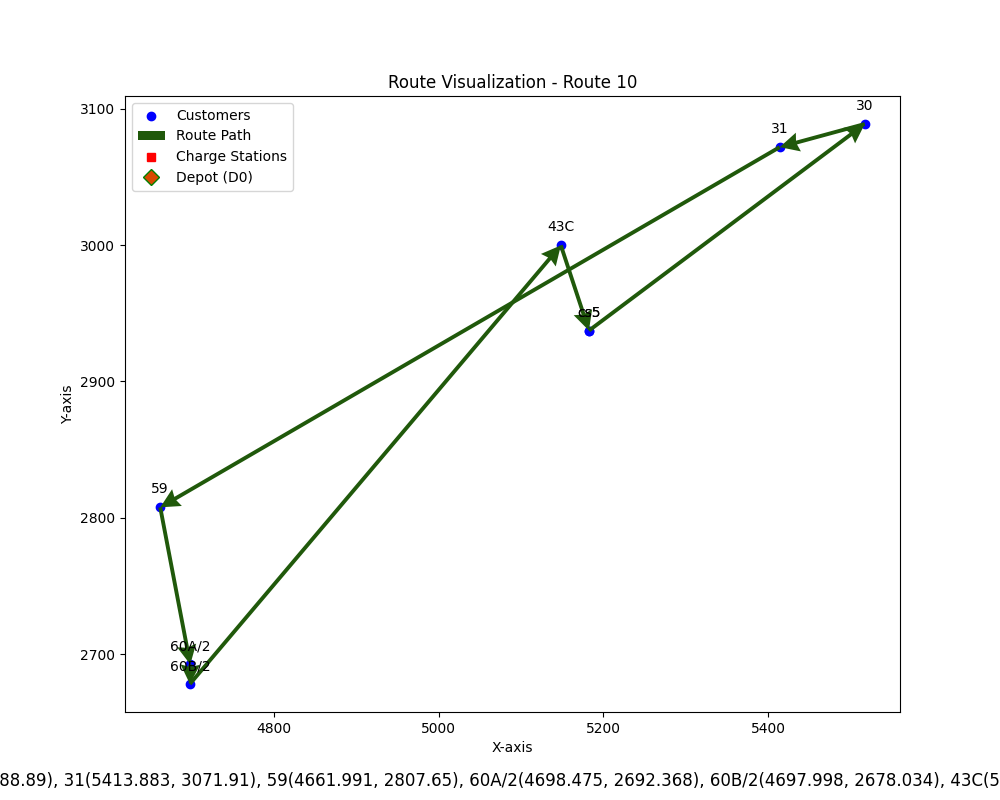 Route Visualization - Route 10
Customers
Route Path
Charge Stations
Depot (D0)
30
31
43C
59
60A/2
60B/2
3100
3000
2900
2800
2700
Y-axis
4800
5000
5200
5400
X-axis
88.89), 31(5413.883, 3071.91), 59(4661.991, 2807.65), 60A/2(4698.475, 2692.368), 60B/2(4697.998, 2678.034), 43C(5